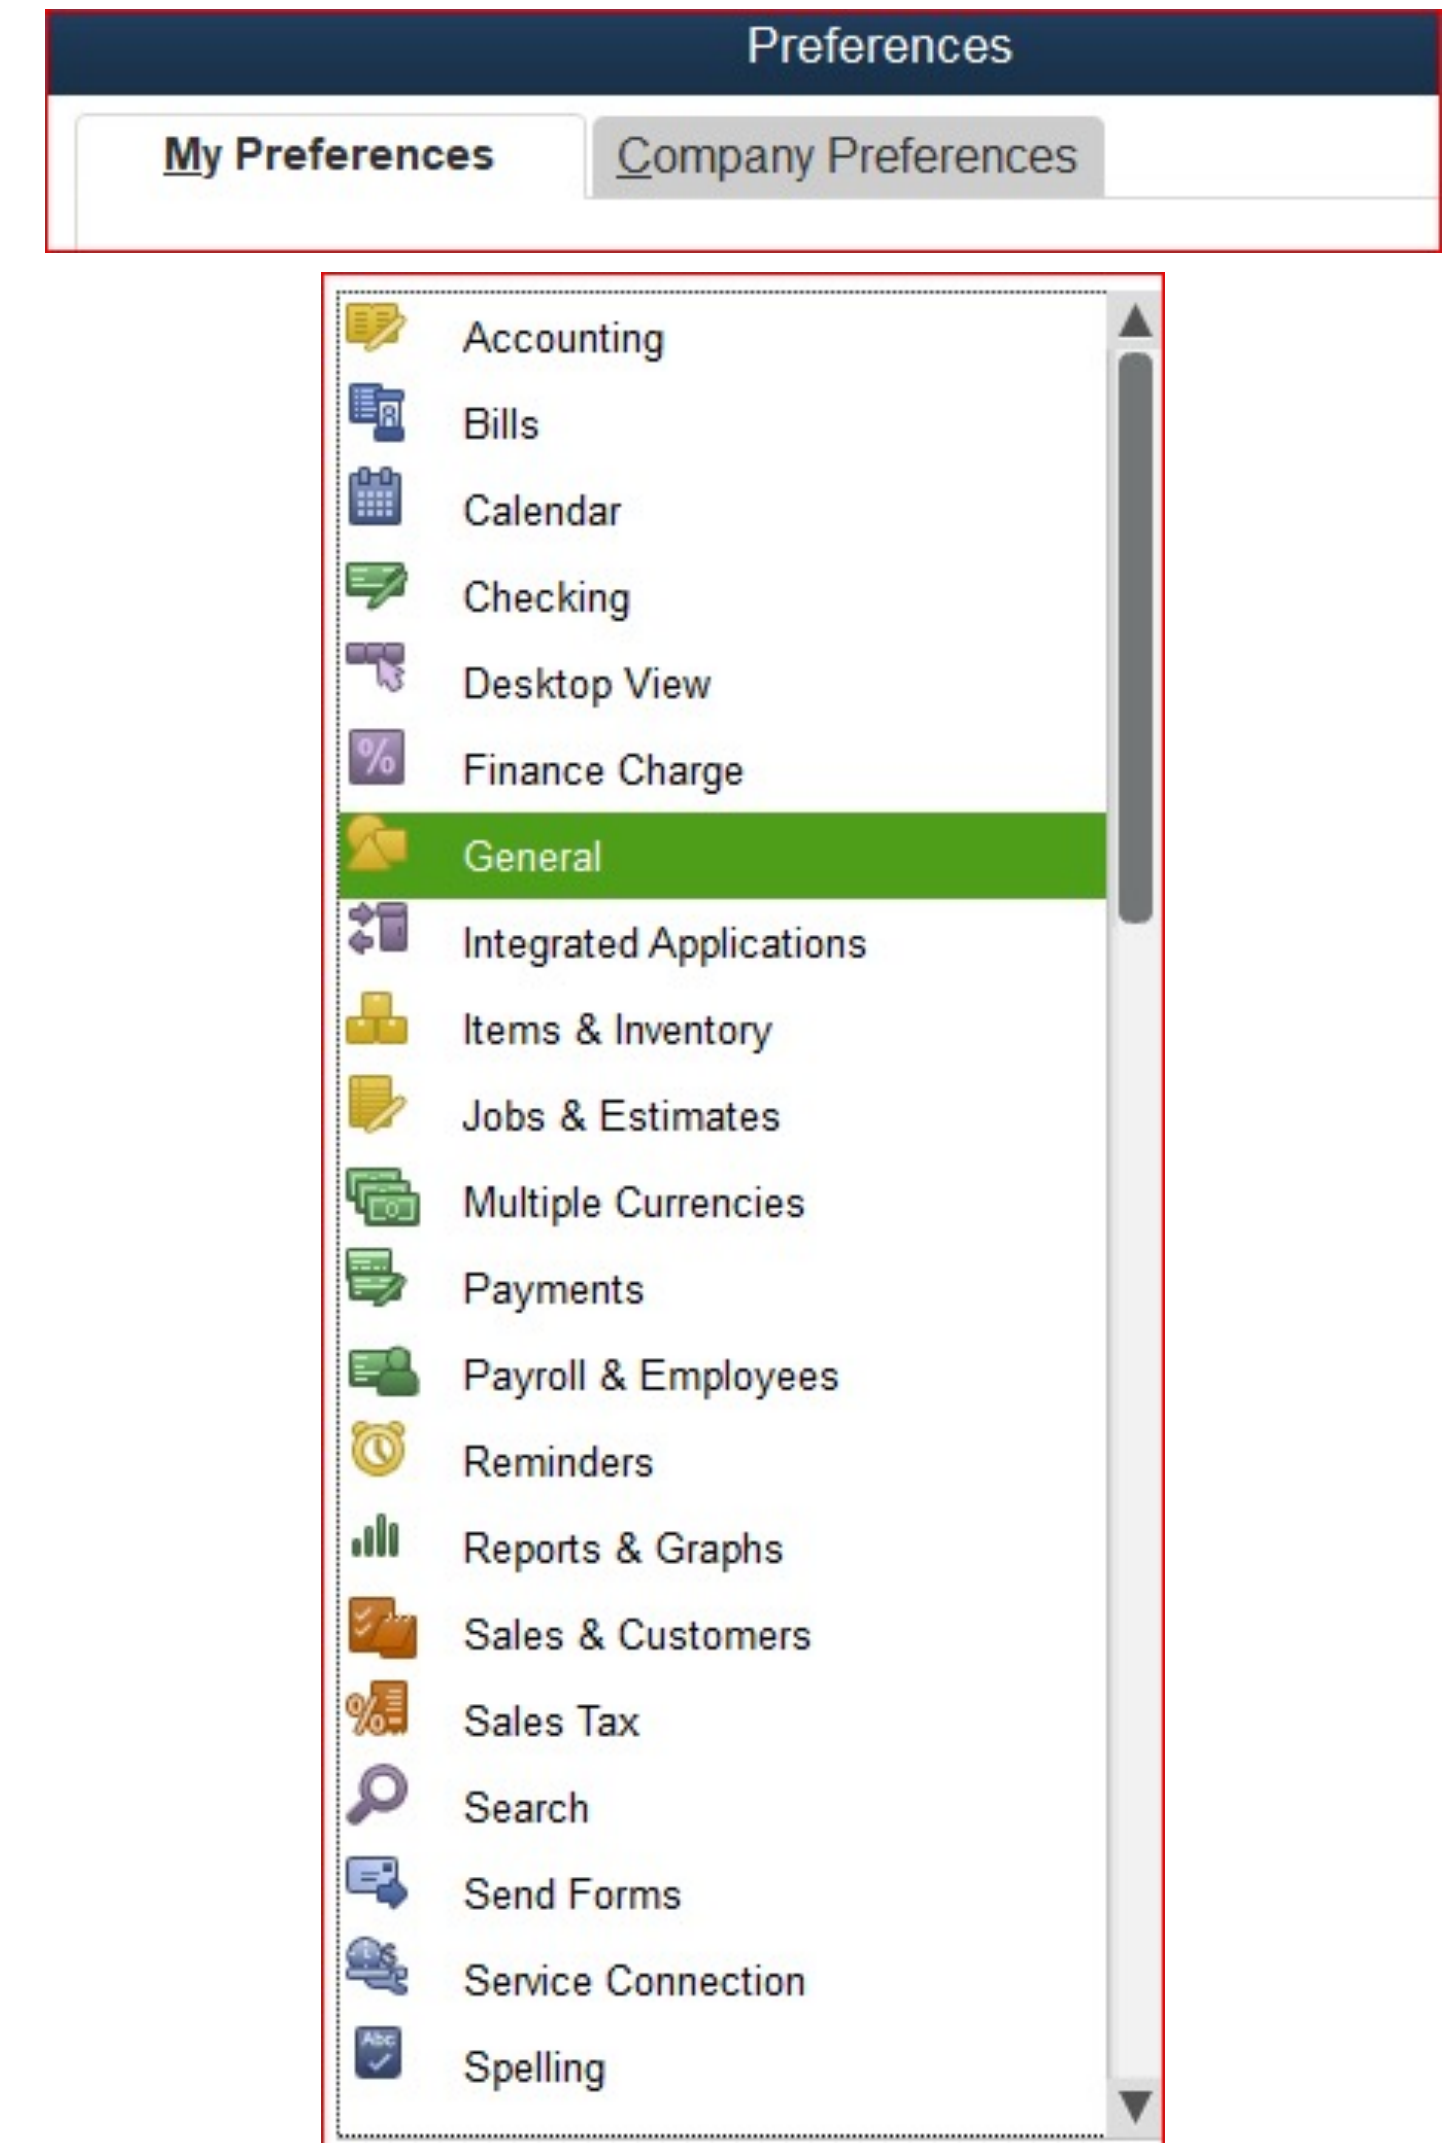 Preferences
My Preferences Company Preferences
Accounting
Bills
Calendar
Checking
Desktop View
% Finance Charge
General
Integrated Applications
Items & Inventory
Jobs & Estimates
Multiple Currencies
Payments
Payroll & Employees
Reminders
Reports & Graphs
Sales & Customers
% Sales Tax
Search
Send Forms
Service Connection
Abc Spelling